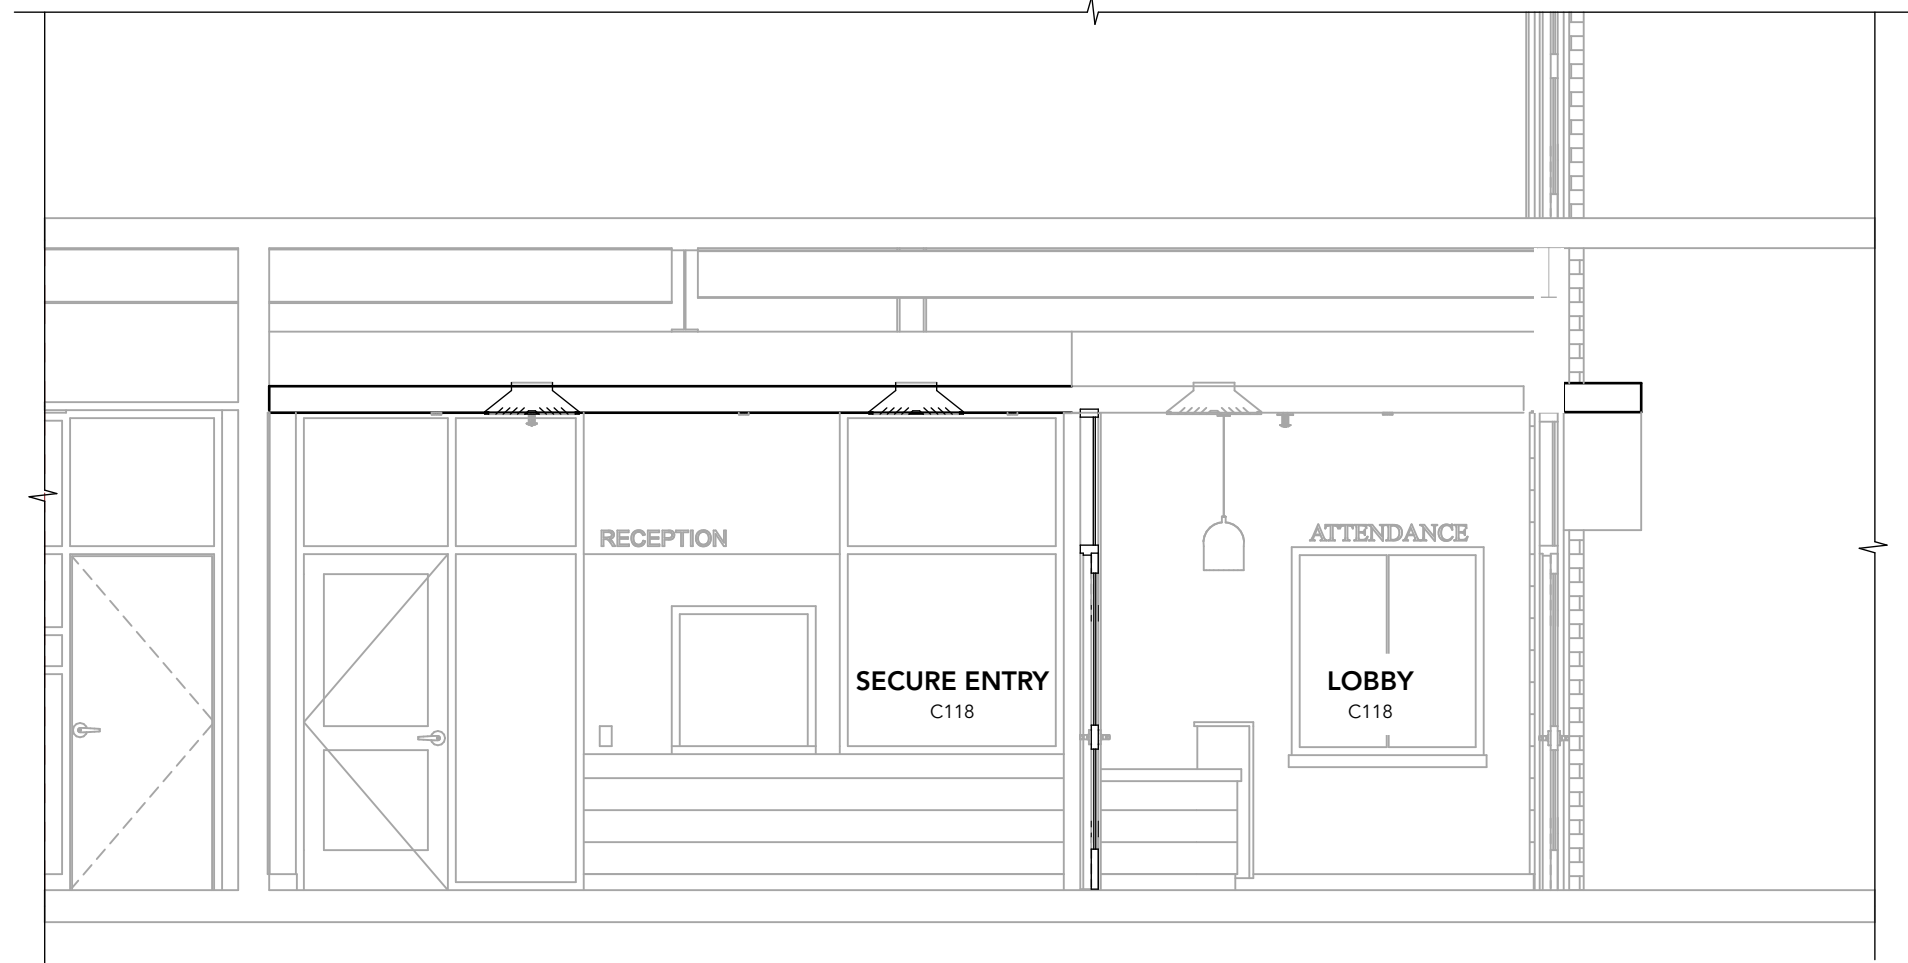 RECEPTION
ATTENDANCE
SECURE ENTRY
C118
LOBBY
C118